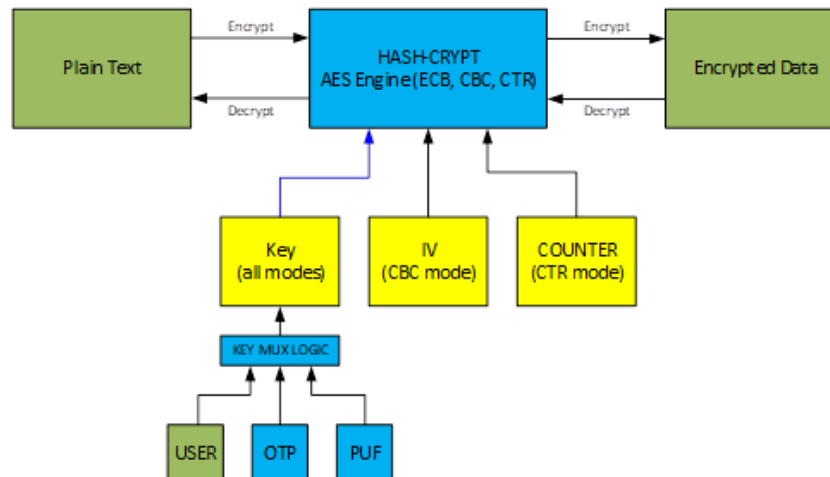 Encrypt
Encrypt
Plain Text
HASH-CRYPT
AES Engine (ECB, CBC, CTR)
Encrypted Data
Decrypt
Decrypt
Key
(all modes)
IV
(CBC mode)
COUNTER
(CTR mode)
KEY MUX LOGIC
USER
OTP
PUF